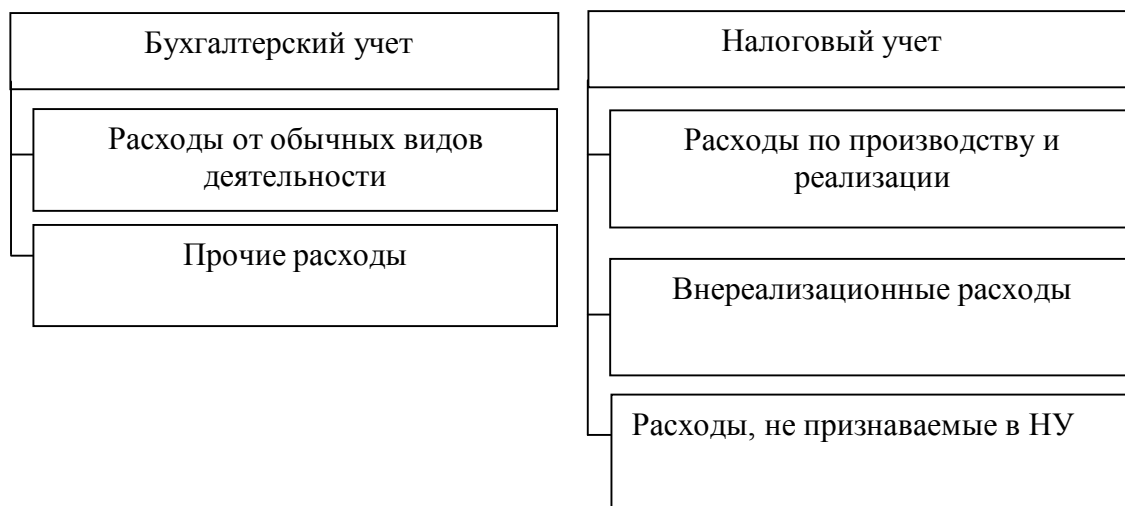 Бухгалтерский учет
Расходы от обычных видов
деятельности
Прочие расходы
Налоговый учет
Расходы по производству и
реализации
Внереализационные расходы
Расходы, не признаваемые в НУ